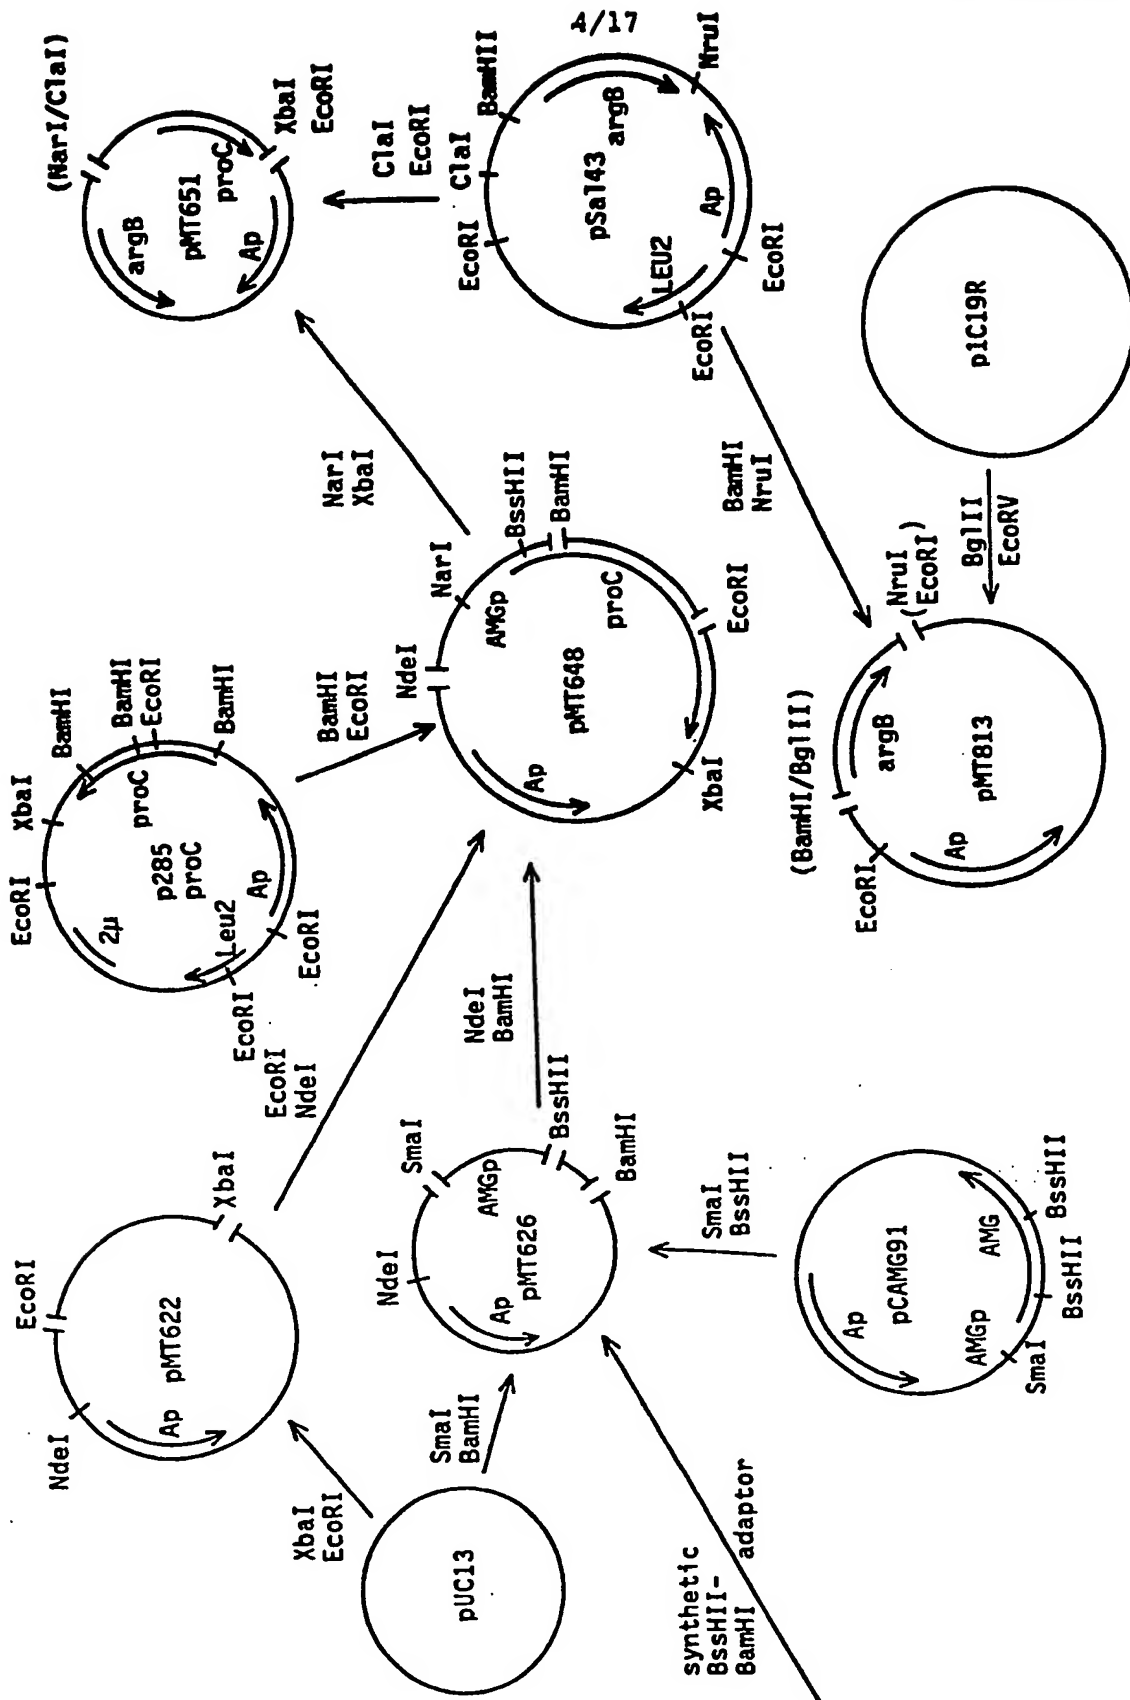 4/17
pUC13
XbaI
EcoRI
SmaI
BamHI
synthetic
BssHII-
BamHI
adaptor
NdeI
EcoRI
XbaI
Ap
pMT622
EcoRI
NdeI
NdeI
SmaI
BssHII
BamHI
AMGp
Ap
pMT626
SmaI
BssHII
pCAMG91
Ap
AMGp
AMG
SmaI
BssHII
BssHII
NdeI
BamHI
EcoRI
XbaI
BamHI
BamHI
EcoRI
BamHI
2µ
proC
p285
proC
Leu2
Ap
EcoRI
EcoRI
BamHI
EcoRI
NdeI
NarI
BssHII
BamHI
AMGp
proC
pMT648
Ap
EcoRI
XbaI
NarI
XbaI
(NarI/ClaI)
argB
pMT651
proC
Ap
XbaI
EcoRI
ClaI
EcoRI
EcoRI
ClaI
BamHII
argB
pSal43
NruI
LEU2
Ap
EcoRI
EcoRI
BamHI
NruI
(BamHI/BglII)
EcoRI
argB
(NruI
EcoRI)
Ap
pMT813
BglII
EcoRV
p1C19R